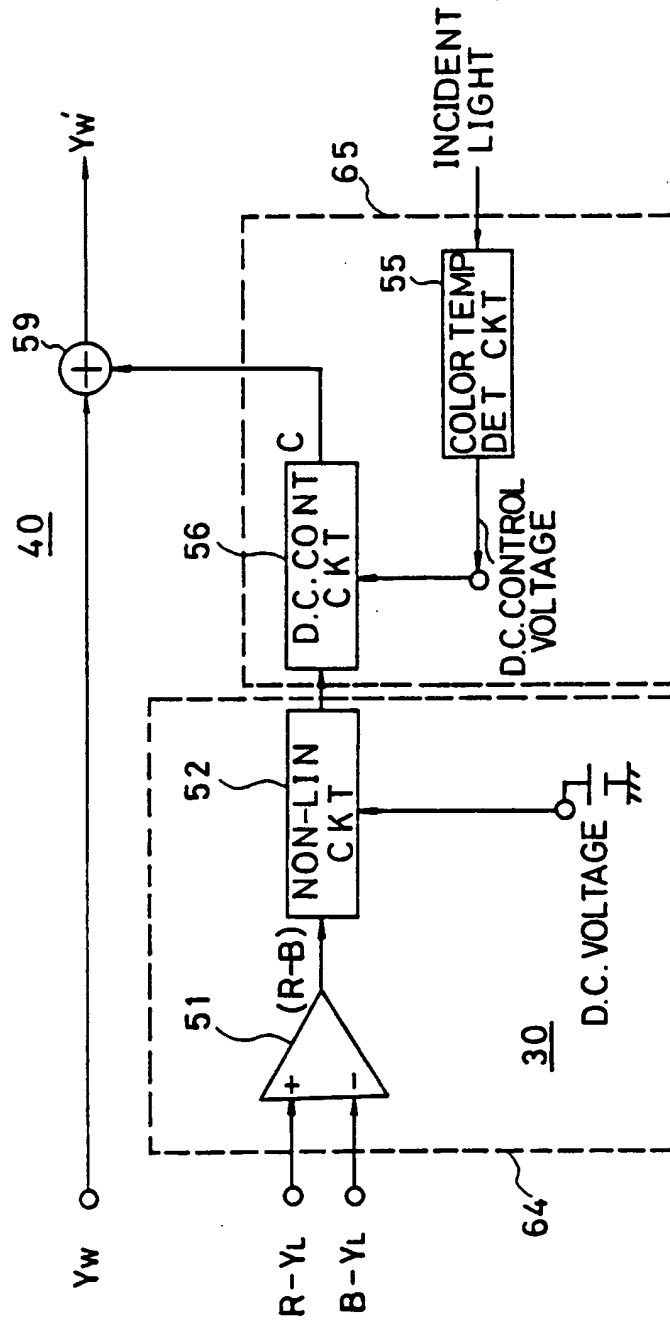 40
Yw
59
Yw'
65
R-YL
B-YL
51
(R-B)
52
NON-LIN
CKT
56
D.C. CONT
CKT
C
55
COLOR TEMP
DET CKT
INCIDENT
LIGHT
D.C. CONTROL
VOLTAGE
D.C. VOLTAGE
30
64